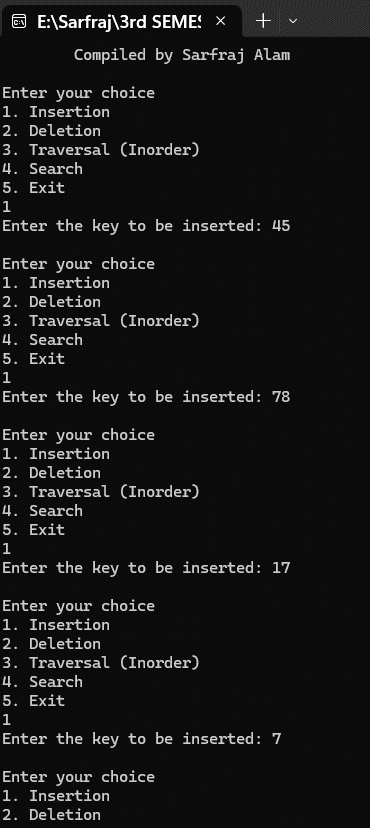 E:\Sarfraj\3rd SEMES
Compiled by Sarfraj Alam
Enter your choice
1. Insertion
2. Deletion
3. Traversal (Inorder)
4. Search
5. Exit
1
Enter the key to be inserted: 45
Enter your choice
1. Insertion
2. Deletion
3. Traversal (Inorder)
4. Search
5. Exit
1
Enter the key to be inserted: 78
Enter your choice
1. Insertion
2. Deletion
3. Traversal (Inorder)
4. Search
5. Exit
1
Enter the key to be inserted: 17
Enter your choice
1. Insertion
2. Deletion
3. Traversal (Inorder)
4. Search
5. Exit
1
Enter the key to be inserted: 7
Enter your choice
1. Insertion
2. Deletion